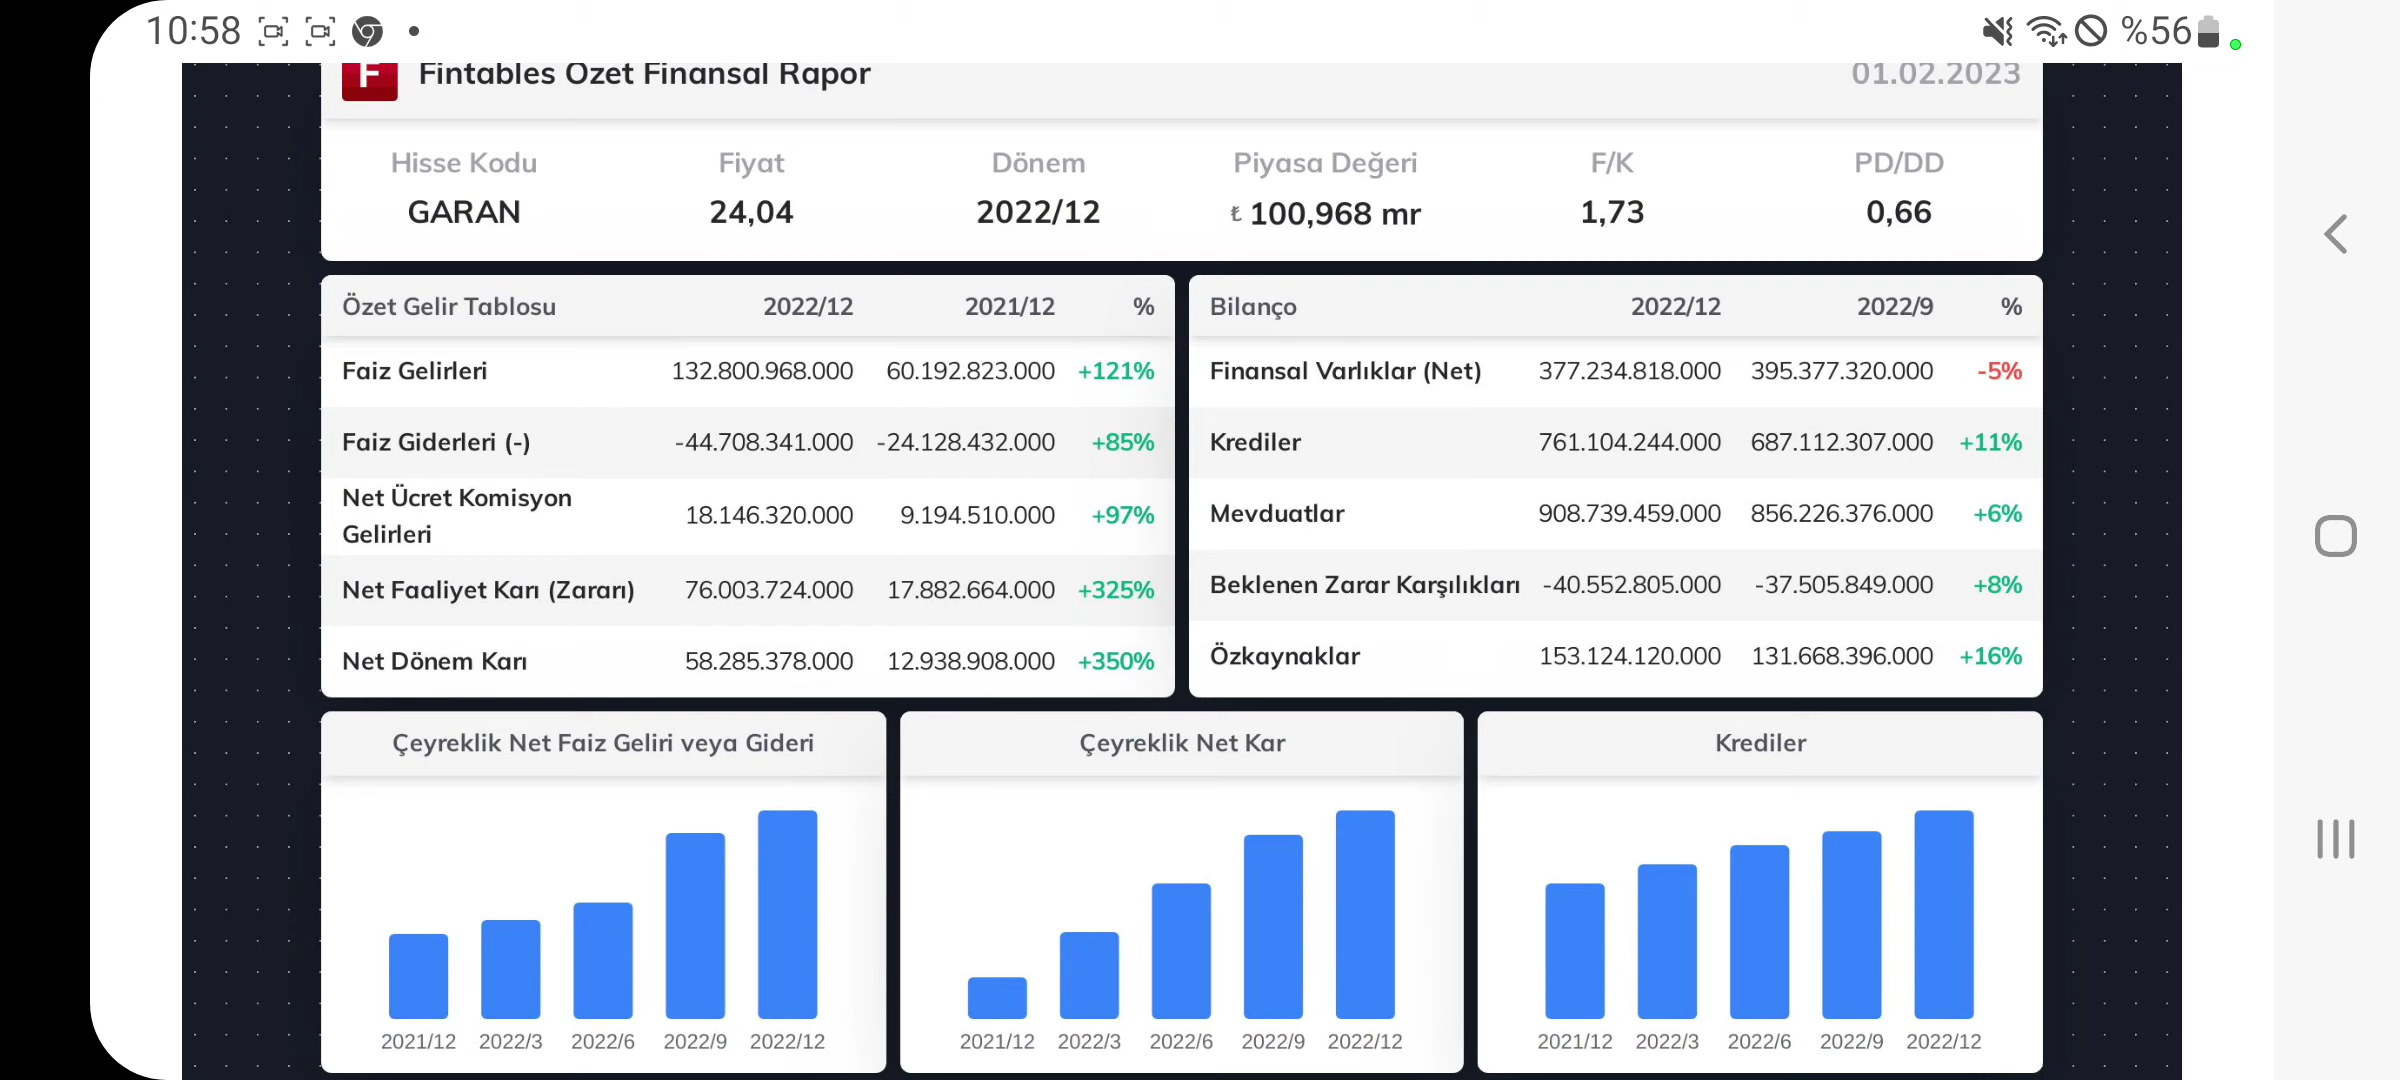 10:58
%56
F Fintables Özet Finansal Rapor 01.02.2023
Hisse Kodu Fiyat Dönem Piyasa Değeri F/K PD/DD
GARAN 24,04 2022/12 ₺ 100,968 mr 1,73 0,66
Özet Gelir Tablosu 2022/12 2021/12 %
Faiz Gelirleri 132.800.968.000 60.192.823.000 +121%
Faiz Giderleri (-) -44.708.341.000 -24.128.432.000 +85%
Net Ücret Komisyon
Gelirleri 18.146.320.000 9.194.510.000 +97%
Net Faaliyet Karı (Zararı) 76.003.724.000 17.882.664.000 +325%
Net Dönem Karı 58.285.378.000 12.938.908.000 +350%
Bilanço 2022/12 2022/9 %
Finansal Varlıklar (Net) 377.234.818.000 395.377.320.000 -5%
Krediler 761.104.244.000 687.112.307.000 +11%
Mevduatlar 908.739.459.000 856.226.376.000 +6%
Beklenen Zarar Karşılıkları -40.552.805.000 -37.505.849.000 +8%
Özkaynaklar 153.124.120.000 131.668.396.000 +16%
Çeyreklik Net Faiz Geliri veya Gideri
2021/12 2022/3 2022/6 2022/9 2022/12
Çeyreklik Net Kar
2021/12 2022/3 2022/6 2022/9 2022/12
Krediler
2021/12 2022/3 2022/6 2022/9 2022/12